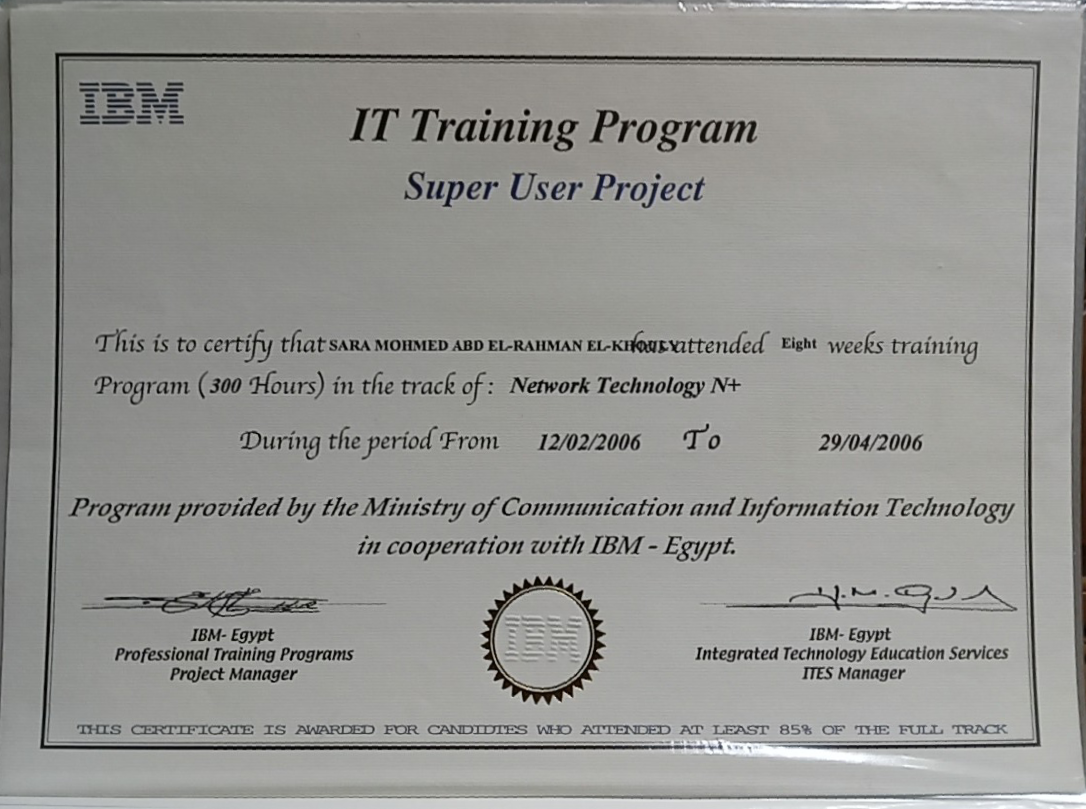 IBM
IT Training Program
Super User Project
This is to certify that SARA MOHMED ABD EL-RAHMAN has attended Eight weeks training
Program (300 Hours) in the track of: Network Technology N+
During the period From 12/02/2006 To 29/04/2006
Program provided by the Ministry of Communication and Information Technology
in cooperation with IBM - Egypt.
IBM
IBM- Egypt
Professional Training Programs
Project Manager
IBM- Egypt
Integrated Technology Education Services
ITES Manager
THIS CERTIFICATE IS AWARDED FOR CANDIDTES WHO ATTENDED AT LEAST 85% OF THE FULL TRACK